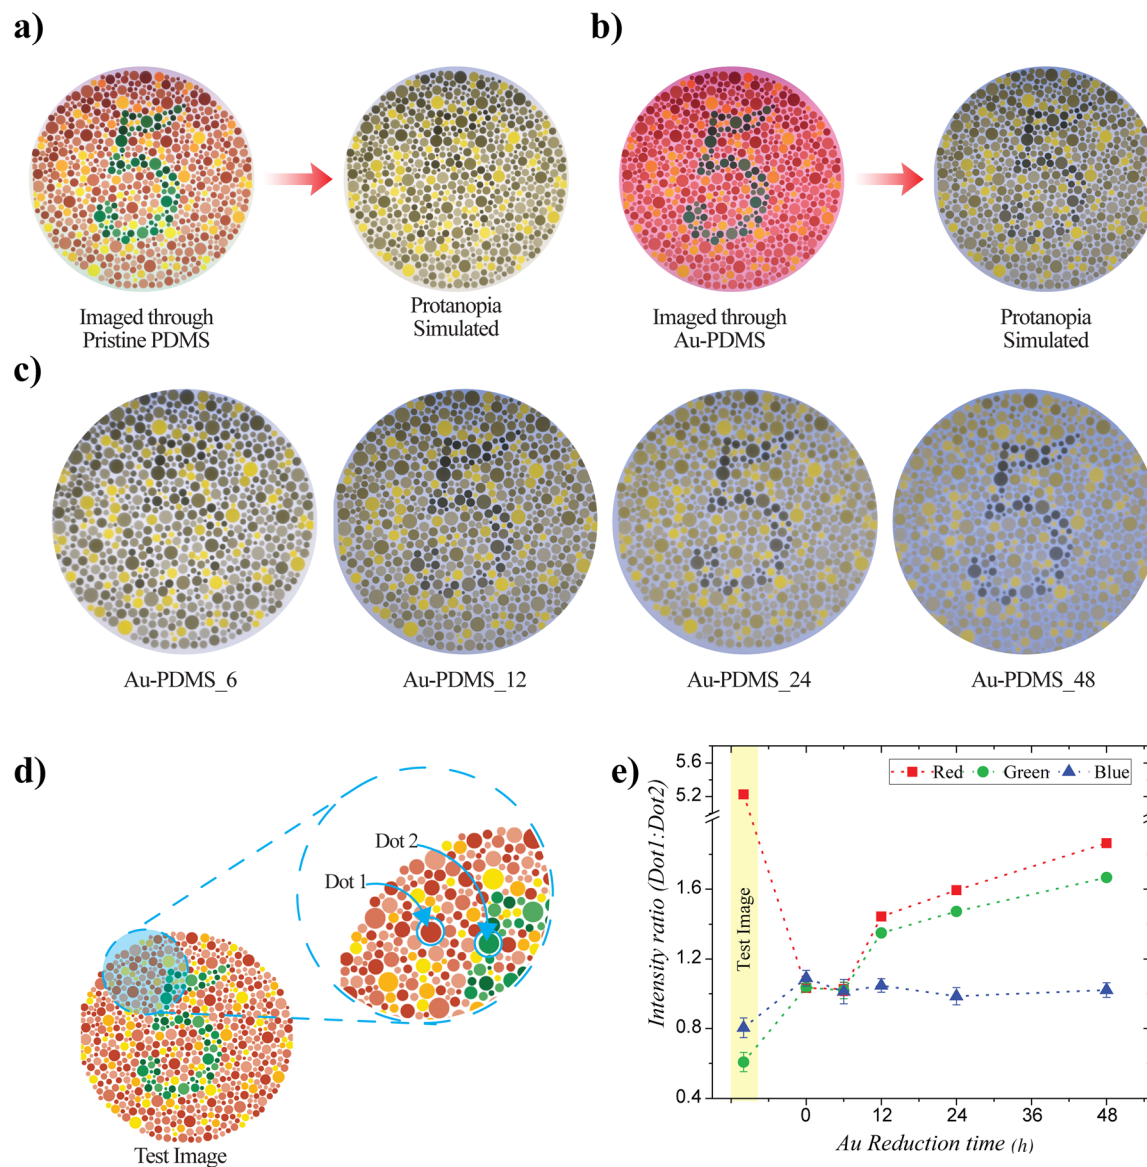 a)
b)
Imaged through
Pristine PDMS
Protanopia
Simulated
Imaged through
Au-PDMS
Protanopia
Simulated
c)
Au-PDMS_6
Au-PDMS_12
Au-PDMS_24
Au-PDMS_48
d)
Dot 2
Dot 1
Test Image
e)
Red
Green
Blue
Test Image
Intensity ratio (Dot1:Dot2)
5.6
5.2
1.6
1.2
0.8
0.4
0
12
24
36
48
Au Reduction time (h)